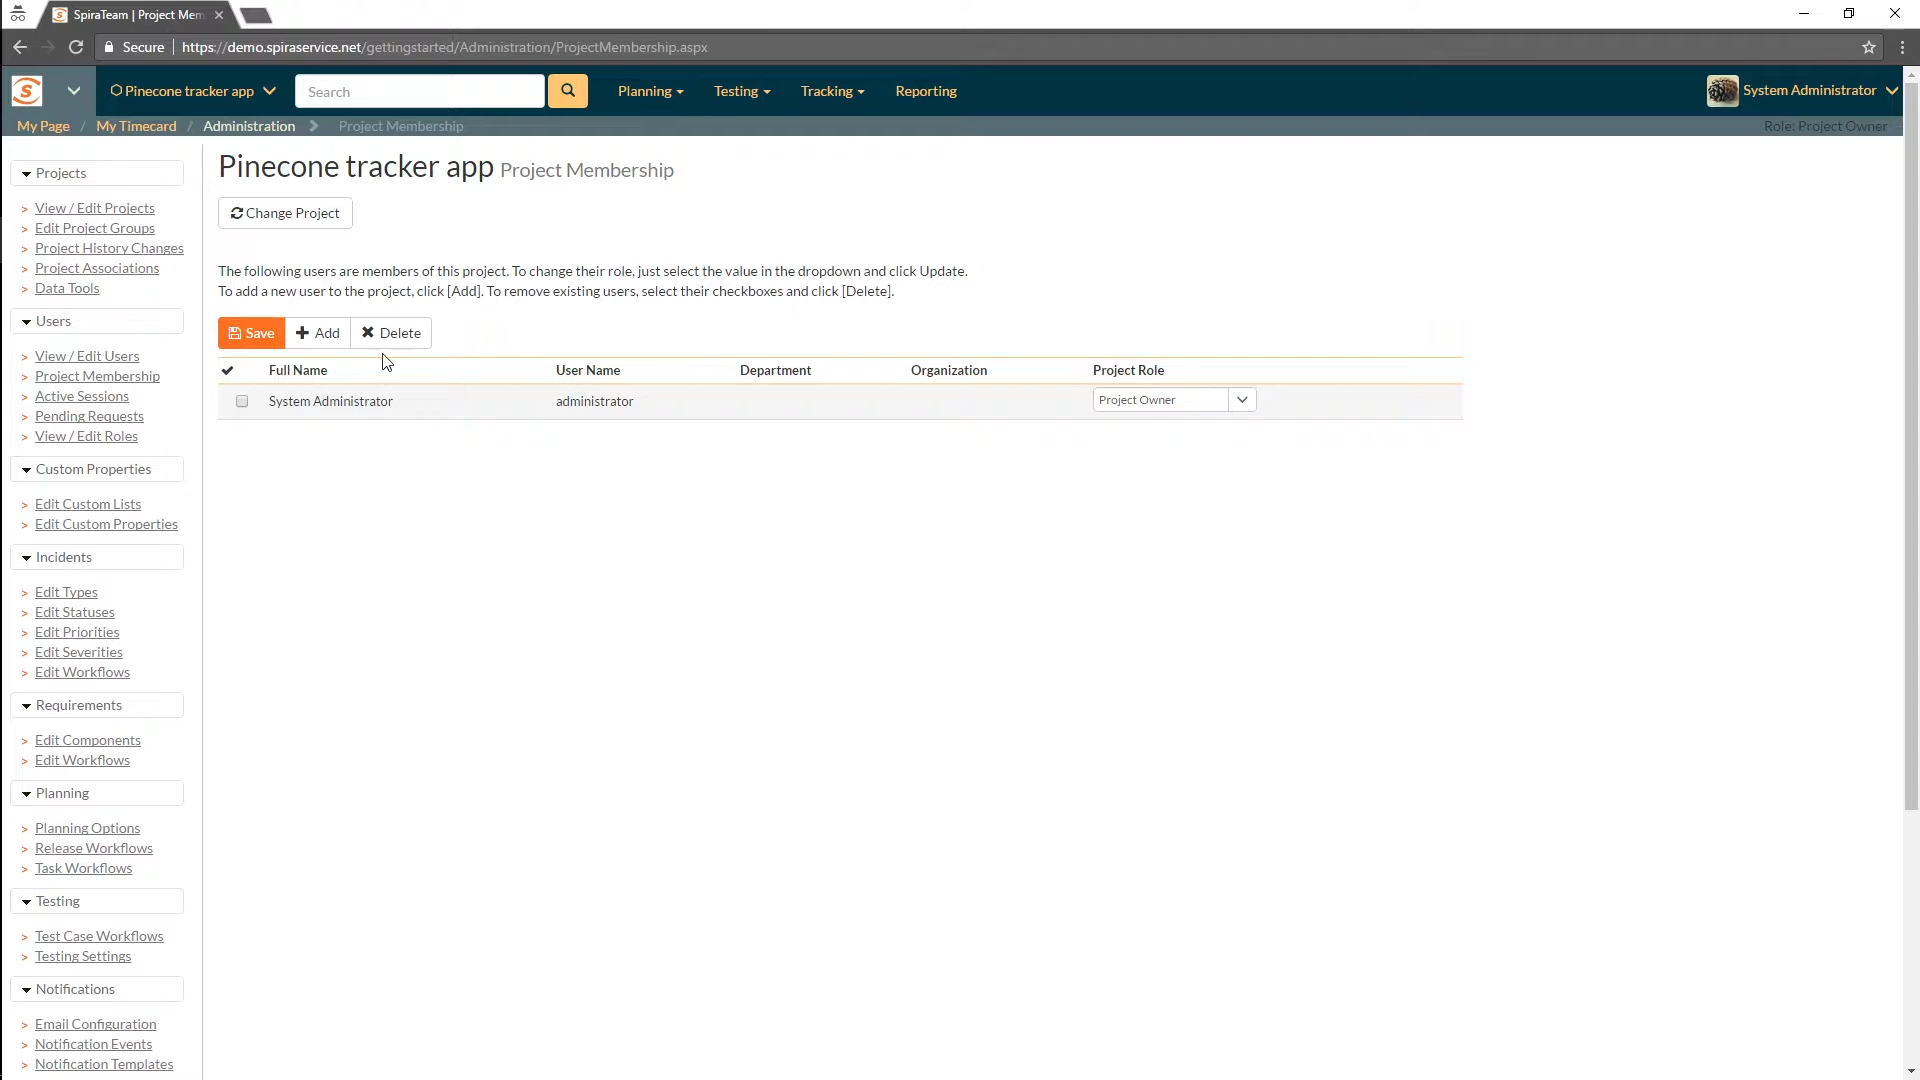 SpiraTeam | Project Mem
Secure | https://demo.spiraservice.net/gettingstarted/Administration/ProjectMembership.aspx
Pinecone tracker app
Search
Planning
Testing
Tracking
Reporting
System Administrator
My Page / My Timecard / Administration > Project Membership
Role: Project Owner
Projects
> View / Edit Projects
> Edit Project Groups
> Project History Changes
> Project Associations
> Data Tools
Users
> View / Edit Users
> Project Membership
> Active Sessions
> Pending Requests
> View / Edit Roles
Custom Properties
> Edit Custom Lists
> Edit Custom Properties
Incidents
> Edit Types
> Edit Statuses
> Edit Priorities
> Edit Severities
> Edit Workflows
Requirements
> Edit Components
> Edit Workflows
Planning
> Planning Options
> Release Workflows
> Task Workflows
Testing
> Test Case Workflows
> Testing Settings
Notifications
> Email Configuration
> Notification Events
> Notification Templates
Pinecone tracker app Project Membership
Change Project
The following users are members of this project. To change their role, just select the value in the dropdown and click Update.
To add a new user to the project, click [Add]. To remove existing users, select their checkboxes and click [Delete].
Save
Add
Delete
Full Name User Name Department Organization Project Role
System Administrator administrator Project Owner